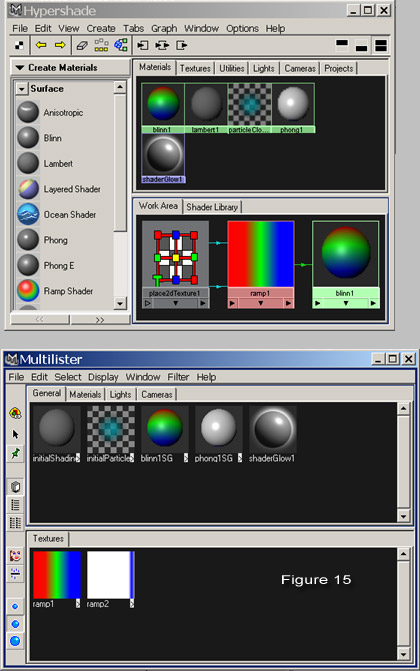 Hypershade
File Edit View Create Tabs Graph Window Options Help
Create Materials
Surface
Anisotropic
Blinn
Lambert
Layered Shader
Ocean Shader
Phong
Phong E
Ramp Shader
<<
>>
Materials Textures Utilities Lights Cameras Projects
blinn1 lambert1 particleClo... phong1
shaderGlow1
Work Area Shader Library
place2dTexture1 ramp1 blinn1
Multilister
File Edit Select Display Window Filter Help
General Materials Lights Cameras
initialShading initialParticle blinn1SG phong1SG shaderGlow1
Textures
ramp1 ramp2
Figure 15